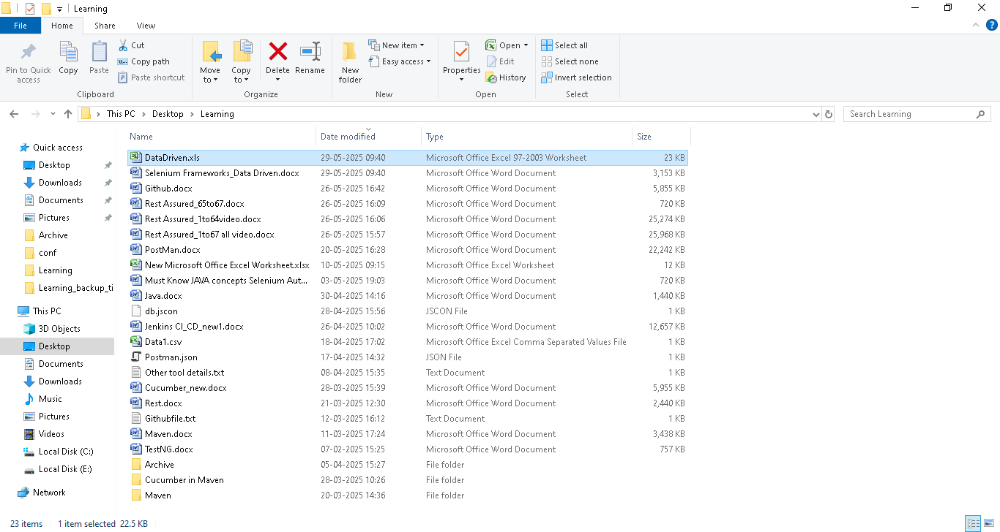 Learning
File Home Share View
Pin to Quick access
Copy
Paste
Cut
Copy path
Paste shortcut
Clipboard
Move to
Copy to
Delete
Rename
Organize
New folder
New item
Easy access
New
Properties
Open
Edit
History
Open
Select all
Select none
Invert selection
Select
This PC > Desktop > Learning
Search Learning
Quick access
Desktop
Downloads
Documents
Pictures
Archive
conf
Learning
Learning_backup_ti
This PC
3D Objects
Desktop
Documents
Downloads
Music
Pictures
Videos
Local Disk (C:)
Local Disk (E:)
Network
Name Date modified Type Size
DataDriven.xls 29-05-2025 09:40 Microsoft Office Excel 97-2003 Worksheet 23 KB
Selenium Frameworks_Data Driven.docx 29-05-2025 09:40 Microsoft Office Word Document 3,153 KB
Github.docx 26-05-2025 16:42 Microsoft Office Word Document 5,855 KB
Rest Assured_65to67.docx 26-05-2025 16:09 Microsoft Office Word Document 720 KB
Rest Assured_1to64video.docx 26-05-2025 16:06 Microsoft Office Word Document 25,274 KB
Rest Assured_1to67 all video.docx 26-05-2025 15:57 Microsoft Office Word Document 25,968 KB
PostMan.docx 20-05-2025 16:28 Microsoft Office Word Document 22,242 KB
New Microsoft Office Excel Worksheet.xlsx 10-05-2025 09:15 Microsoft Office Excel Worksheet 12 KB
Must Know JAVA concepts Selenium Aut... 03-05-2025 19:03 Microsoft Office Word Document 720 KB
Java.docx 30-04-2025 14:16 Microsoft Office Word Document 1,440 KB
db.jscon 28-04-2025 15:56 JSCON File 1 KB
Jenkins CI_CD_new1.docx 26-04-2025 10:02 Microsoft Office Word Document 12,657 KB
Data1.csv 18-04-2025 17:02 Microsoft Office Excel Comma Separated Values File 1 KB
Postman.json 17-04-2025 14:32 JSON File 1 KB
Other tool details.txt 08-04-2025 15:35 Text Document 1 KB
Cucumber_new.docx 28-03-2025 15:39 Microsoft Office Word Document 5,955 KB
Rest.docx 21-03-2025 12:30 Microsoft Office Word Document 2,440 KB
Githubfile.txt 12-03-2025 16:12 Text Document 1 KB
Maven.docx 11-03-2025 17:24 Microsoft Office Word Document 3,438 KB
TestNG.docx 07-02-2025 15:25 Microsoft Office Word Document 757 KB
Archive 05-04-2025 15:27 File folder
Cucumber in Maven 28-03-2025 10:26 File folder
Maven 20-03-2025 14:36 File folder
23 items 1 item selected 22.5 KB